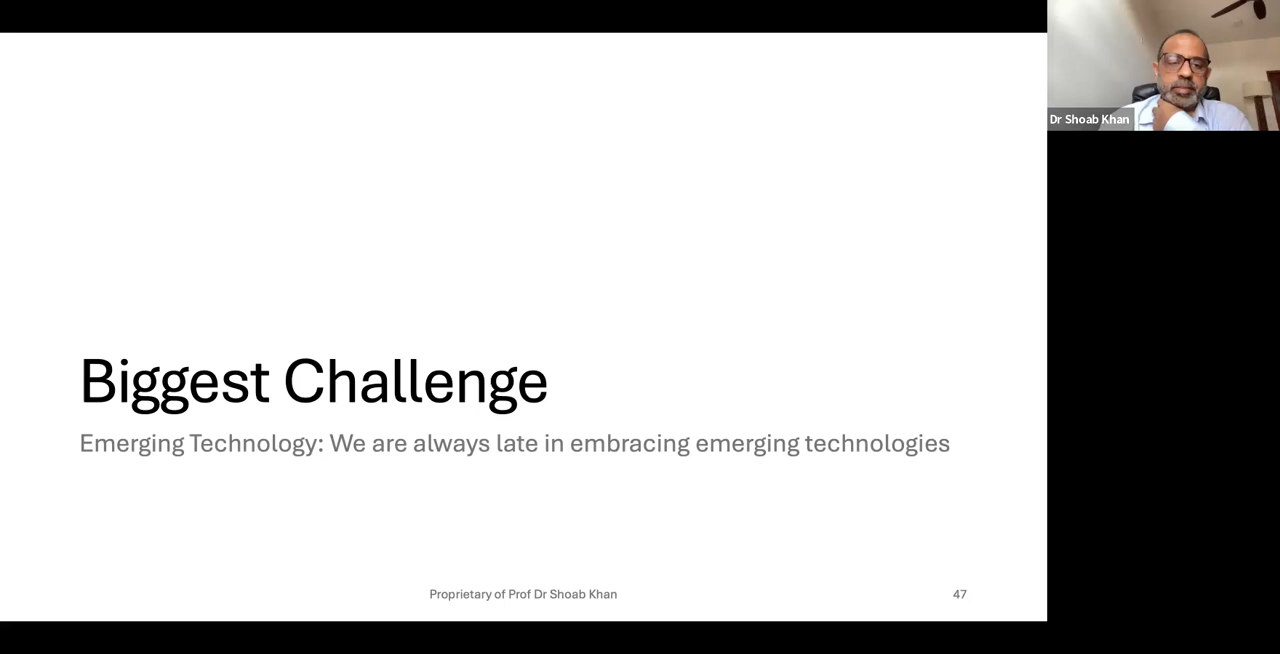 Biggest Challenge
Emerging Technology: We are always late in embracing emerging technologies
Proprietary of Prof Dr Shoab Khan
47
Dr Shoab Khan